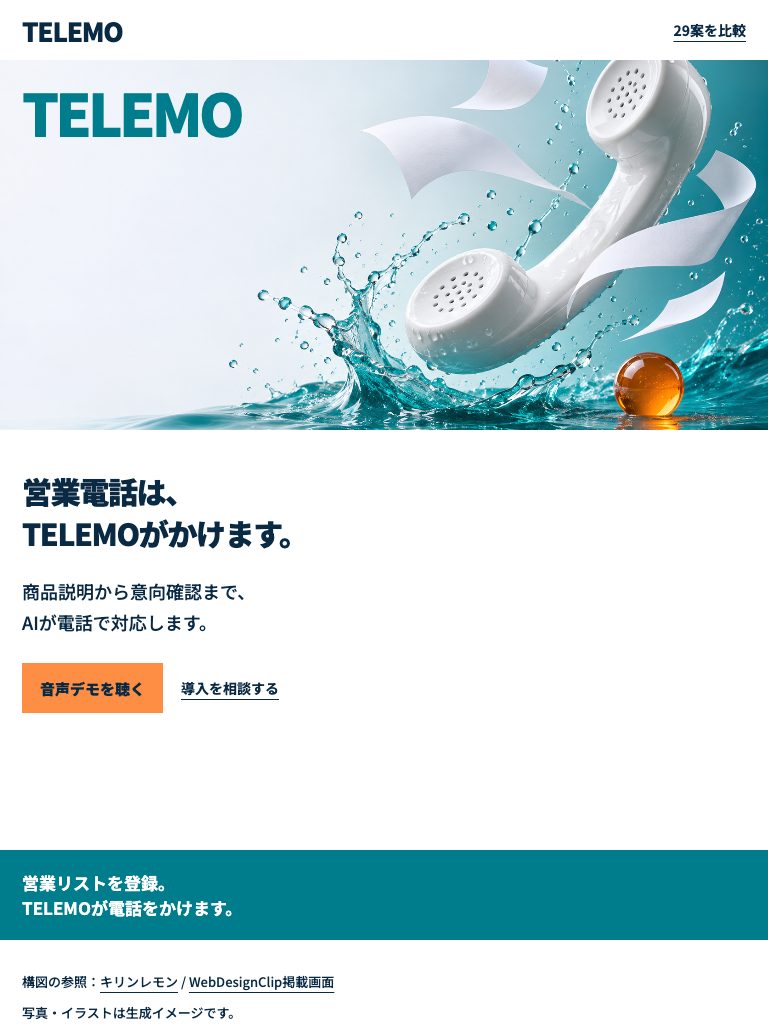 TELEMO
29案を比較
TELEMO
営業電話は、
TELEMOがかけます。
商品説明から意向確認まで、
AIが電話で対応します。
音声デモを聴く
導入を相談する
営業リストを登録。
TELEMOが電話をかけます。
構図の参照：キリンレモン / WebDesignClip掲載画面
写真・イラストは生成イメージです。